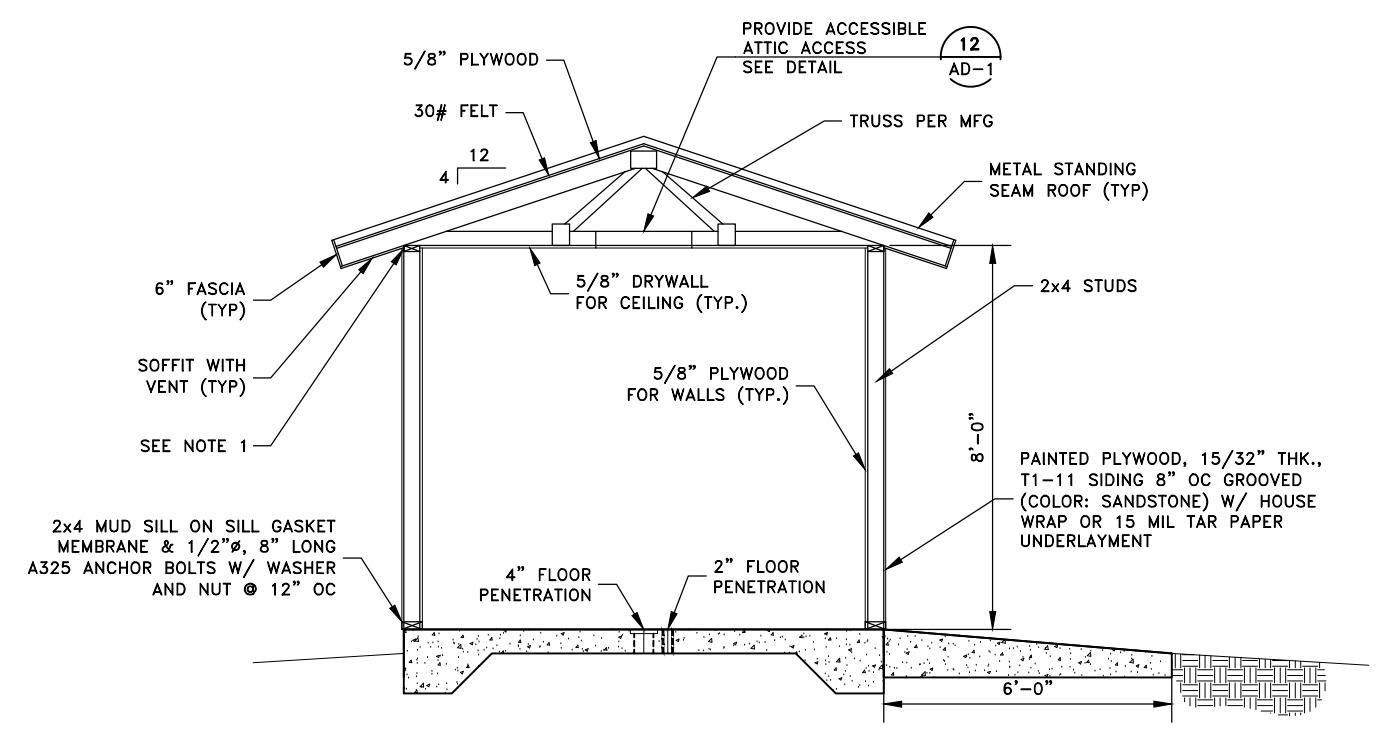 PROVIDE ACCESSIBLE
ATTIC ACCESS
SEE DETAIL
12
AD-1
5/8" PLYWOOD
30# FELT
12
4
TRUSS PER MFG
METAL STANDING
SEAM ROOF (TYP)
6" FASCIA
(TYP)
5/8" DRYWALL
FOR CEILING (TYP.)
2x4 STUDS
SOFFIT WITH
VENT (TYP)
5/8" PLYWOOD
FOR WALLS (TYP.)
SEE NOTE 1
8'-0"
PAINTED PLYWOOD, 15/32" THK.,
T1-11 SIDING 8" OC GROOVED
(COLOR: SANDSTONE) W/ HOUSE
WRAP OR 15 MIL TAR PAPER
UNDERLAYMENT
2x4 MUD SILL ON SILL GASKET
MEMBRANE & 1/2"ø, 8" LONG
A325 ANCHOR BOLTS W/ WASHER
AND NUT @ 12" OC
4" FLOOR
PENETRATION
2" FLOOR
PENETRATION
6'-0"